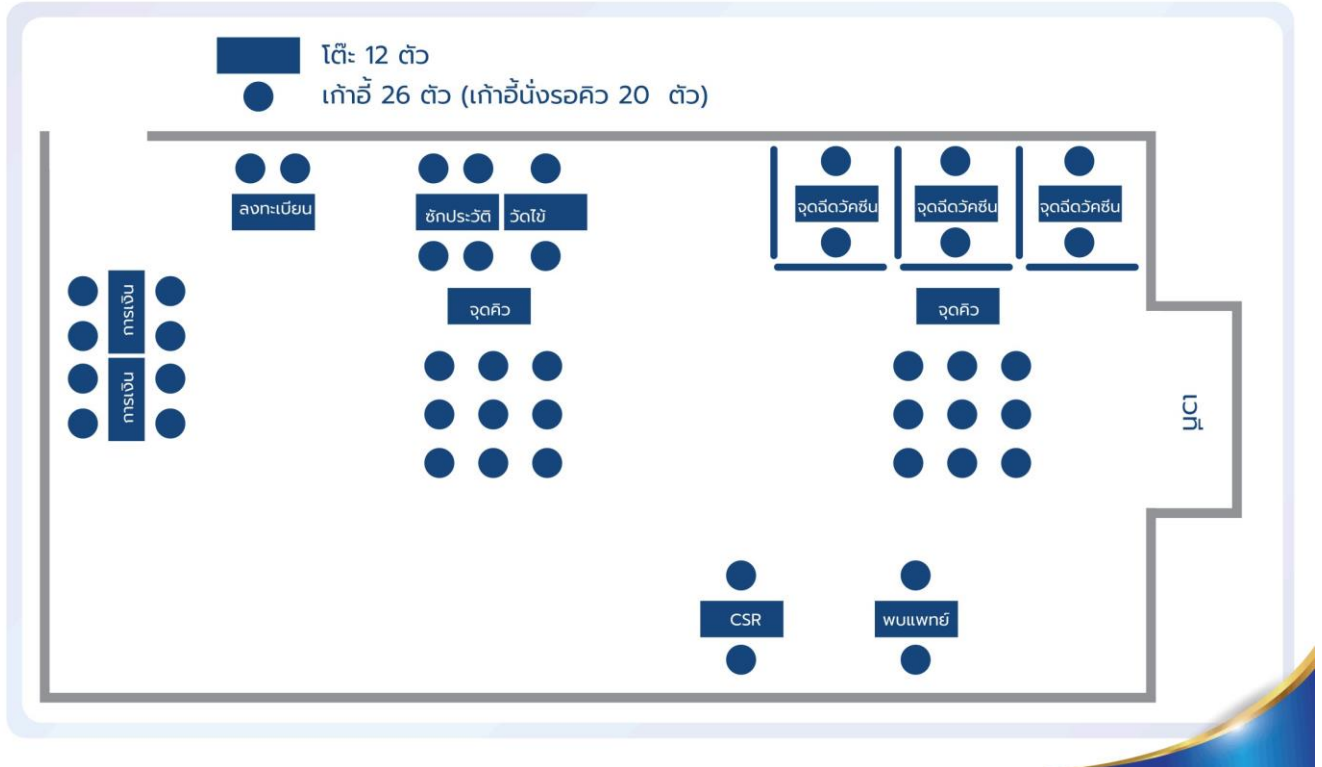 โต๊ะ 12 ตัว
เก้าอี้ 26 ตัว (เก้าอี้นั่งรอคิว 20 ตัว)
ลงทะเบียน
ซักประวัติ
วัดไข้
จุดฉีดวัคซีน
จุดฉีดวัคซีน
จุดฉีดวัคซีน
การเงิน
การเงิน
จุดคิว
จุดคิว
เวที
CSR
พบแพทย์